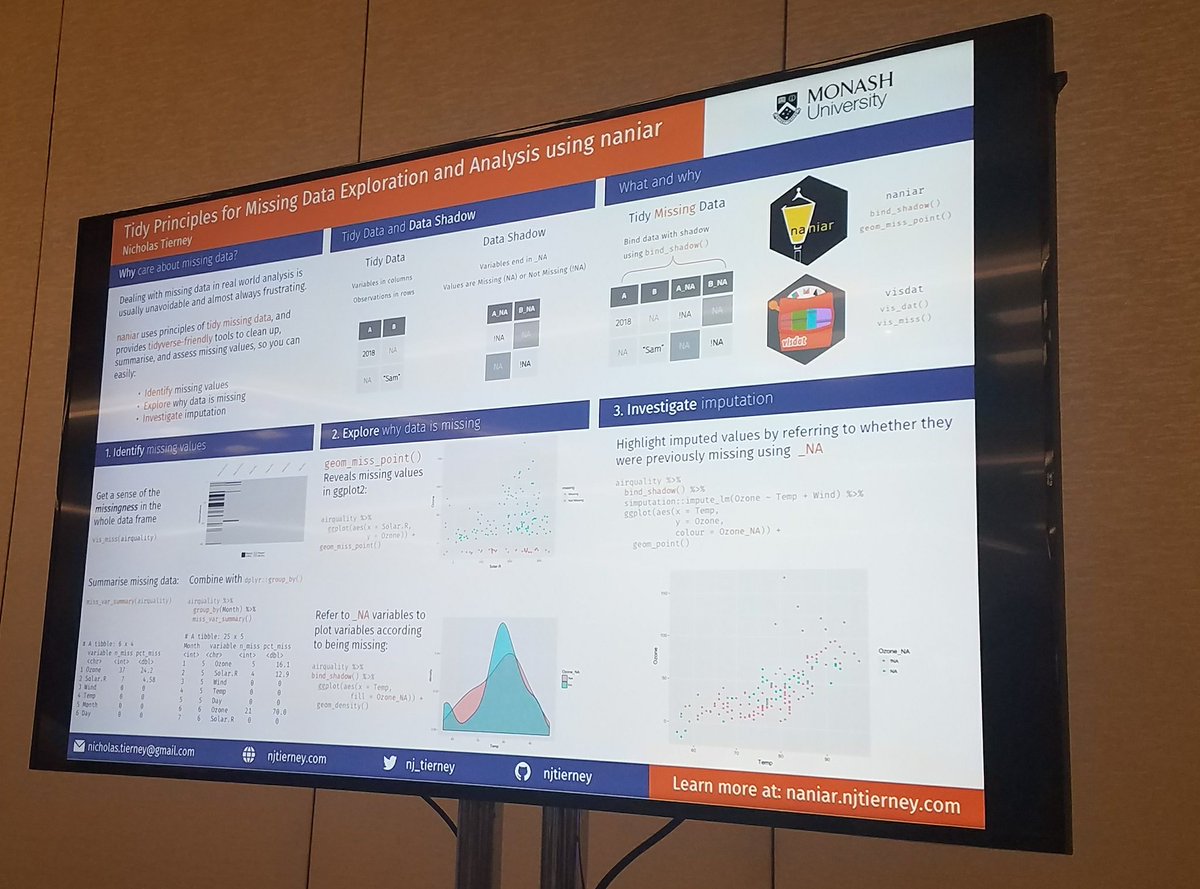 MONASH
University
Tidy Principles for Missing Data Exploration and Analysis using naniar
Nicholas Tierney
Why care about missing data?
Dealing with missing data in real world analysis is
usually unavoidable and almost always frustrating.
naniar uses principles of tidy missing data, and
provides tidyverse-friendly tools to clean up,
summarise, and assess missing values, so you can
easily:
• Identify missing values
• Explore why data is missing
• Investigate imputation
Tidy Data and Data Shadow
Tidy Data
Variables in columns
Observations in rows
A B
2018 NA
NA "Sam"
Data Shadow
Variables end in _NA
Values are Missing (NA) or Not Missing (!NA)
A_NA B_NA
!NA NA
NA !NA
What and why
Tidy Missing Data
Bind data with shadow
using bind_shadow()
A B A_NA B_NA
2018 NA !NA NA
NA "Sam" NA !NA
naniar
naniar
bind_shadow()
geom_miss_point()
visdat
visdat
vis_dat()
vis_miss()
1. Identify missing values
Get a sense of the
missingness in the
whole data frame
vis_miss(airquality)
Summarise missing data:
miss_var_summary(airquality)
# A tibble: 6 x 4
variable n_miss pct_miss
<chr> <int> <dbl>
1 Ozone 37 24.2
2 Solar.R 7 4.58
3 Wind 0 0
4 Temp 0 0
5 Month 0 0
6 Day 0 0
Combine with dplyr::group_by()
airquality %>%
group_by(Month) %>%
miss_var_summary()
# A tibble: 25 x 5
Month variable n_miss pct_miss
<int> <chr> <int> <dbl>
1 5 Ozone 5 16.1
2 5 Solar.R 4 12.9
3 5 Wind 0 0
4 5 Temp 0 0
5 5 Day 0 0
6 6 Ozone 21 70.0
7 6 Solar.R 0 0
2. Explore why data is missing
geom_miss_point()
Reveals missing values
in ggplot2:
airquality %>%
ggplot(aes(x = Solar.R,
y = Ozone)) +
geom_miss_point()
Solar.R
Refer to _NA variables to
plot variables according
to being missing:
airquality %>%
bind_shadow() %>%
ggplot(aes(x = Temp,
fill = Ozone_NA)) +
geom_density()
Ozone_NA
Temp
3. Investigate imputation
Highlight imputed values by referring to whether they
were previously missing using _NA
airquality %>%
bind_shadow() %>%
simputation::impute_lm(Ozone ~ Temp + Wind) %>%
ggplot(aes(x = Temp,
y = Ozone,
colour = Ozone_NA)) +
geom_point()
Ozone
Ozone_NA
!NA
NA
Temp
nicholas.tierney@gmail.com
njtierney.com
nj_tierney
njtierney
Learn more at: naniar.njtierney.com